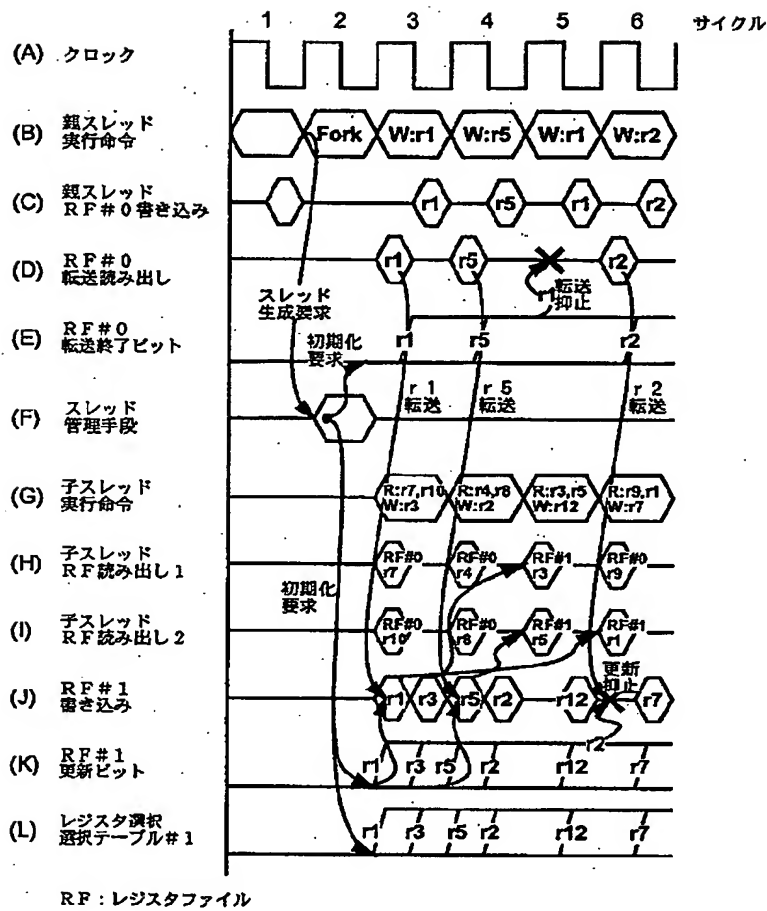 1 2 3 4 5 6 サイクル
(A) クロック
(B) 親スレッド
実行命令
Fork W:r1 W:r5 W:r1 W:r2
(C) 親スレッド
RF#0書き込み
r1 r5 r1 r2
(D) RF#0
転送読み出し
r1 r5 r2
スレッド
生成要求
r1 転送
抑止
(E) RF#0
転送終了ビット
初期化
要求
r1 r5 r2
(F) スレッド
管理手段
r1
転送
r5
転送
r2
転送
(G) 子スレッド
実行命令
R:r7,r10
W:r3
R:r4,r8
W:r2
R:r3,r5
W:r12
R:r9,r1
W:r7
(H) 子スレッド
RF読み出し1
RF#0
r7
RF#0
r4
RF#1
r3
RF#0
r9
初期化
要求
(I) 子スレッド
RF読み出し2
RF#0
r10
RF#0
r8
RF#1
r5
RF#1
r1
(J) RF#1
書き込み
r1 r3 r5 r2 r12 r7
更新
抑止
r2
(K) RF#1
更新ビット
r1 r3 r5 r2 r12 r7
(L) レジスタ選択
選択テーブル#1
r1 r3 r5 r2 r12 r7
RF:レジスタファイル